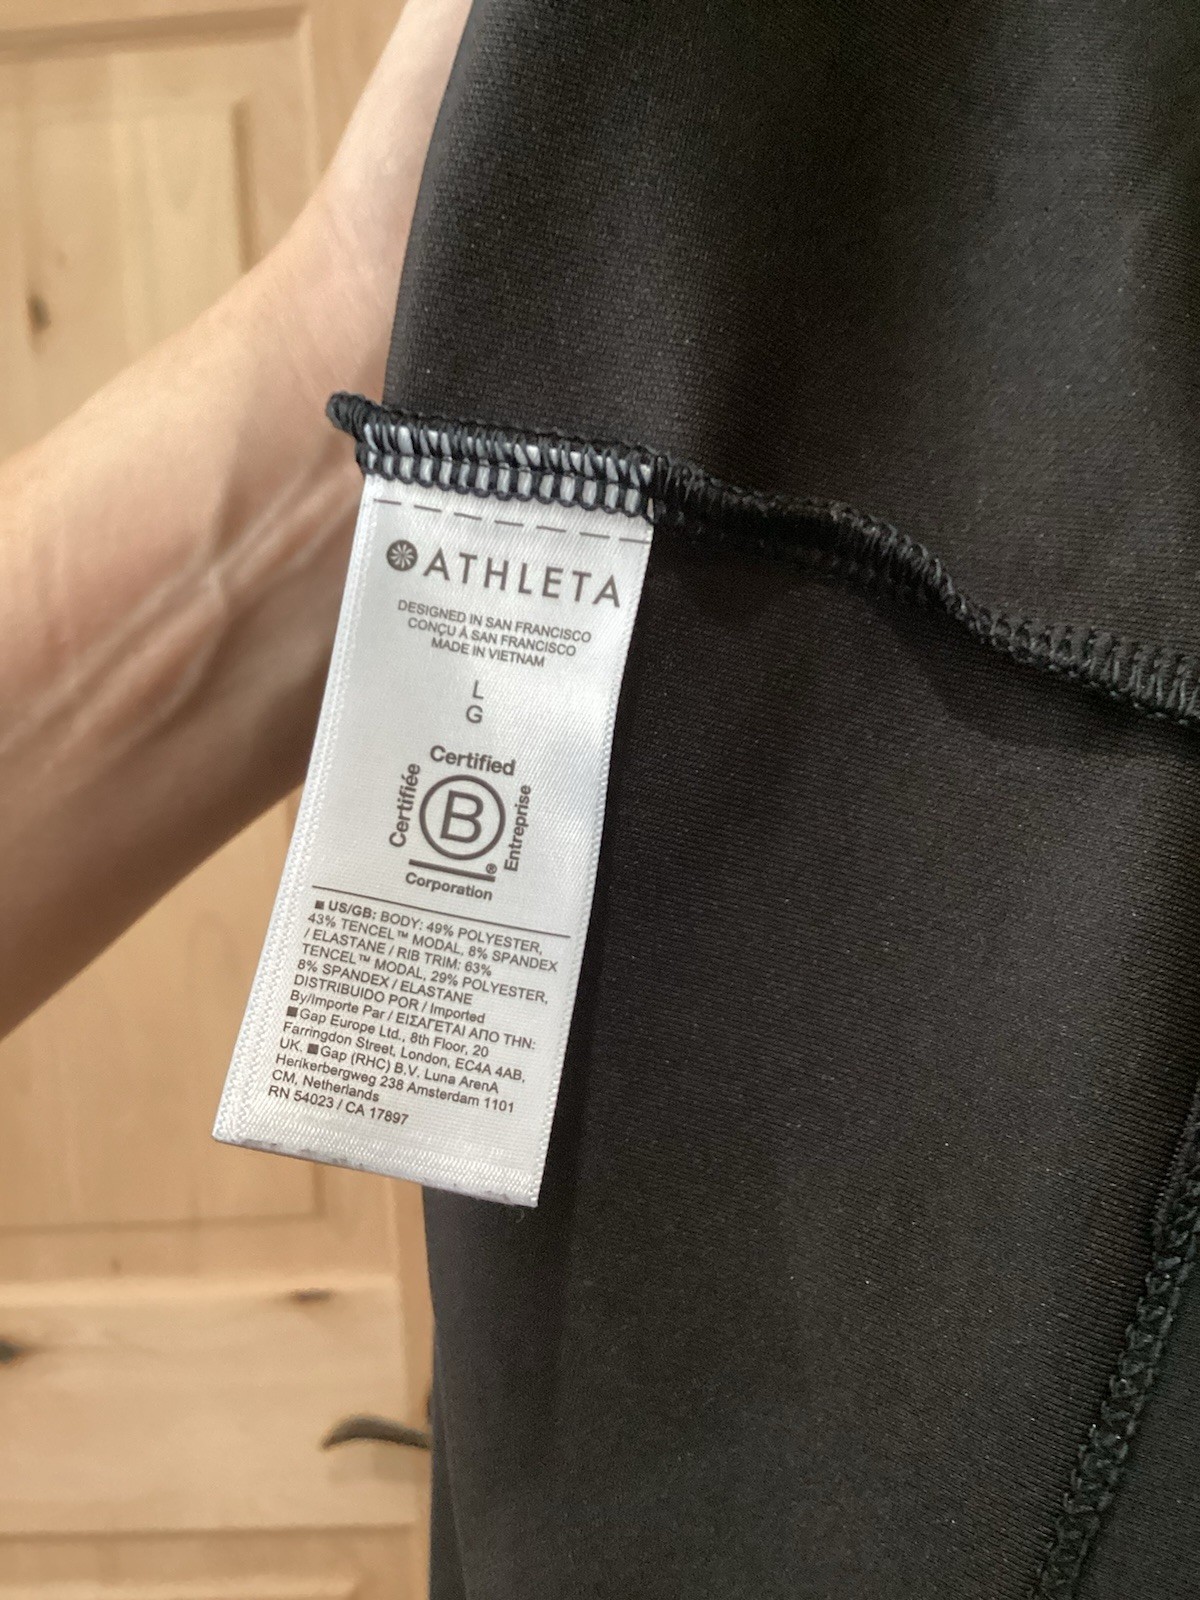 ATHLETA
DESIGNED IN SAN FRANCISCO
CONÇU À SAN FRANCISCO
MADE IN VIETNAM
L
G
Certified
Certifiée
B
Entreprise
®
Corporation
■ US/GB: BODY: 49% POLYESTER,
43% TENCEL™ MODAL, 8% SPANDEX
/ ELASTANE / RIB TRIM: 63%
TENCEL™ MODAL, 29% POLYESTER,
8% SPANDEX / ELASTANE
DISTRIBUIDO POR / Imported
By/Importe Par / ΕΙΣΑΓΕΤΑΙ ΑΠΟ ΤΗΝ:
■Gap Europe Ltd., 8th Floor, 20
Farringdon Street, London, EC4A 4AB,
UK. ■Gap (RHC) B.V. Luna ArenA
Herikerbergweg 238 Amsterdam 1101
CM, Netherlands
RN 54023 / CA 17897